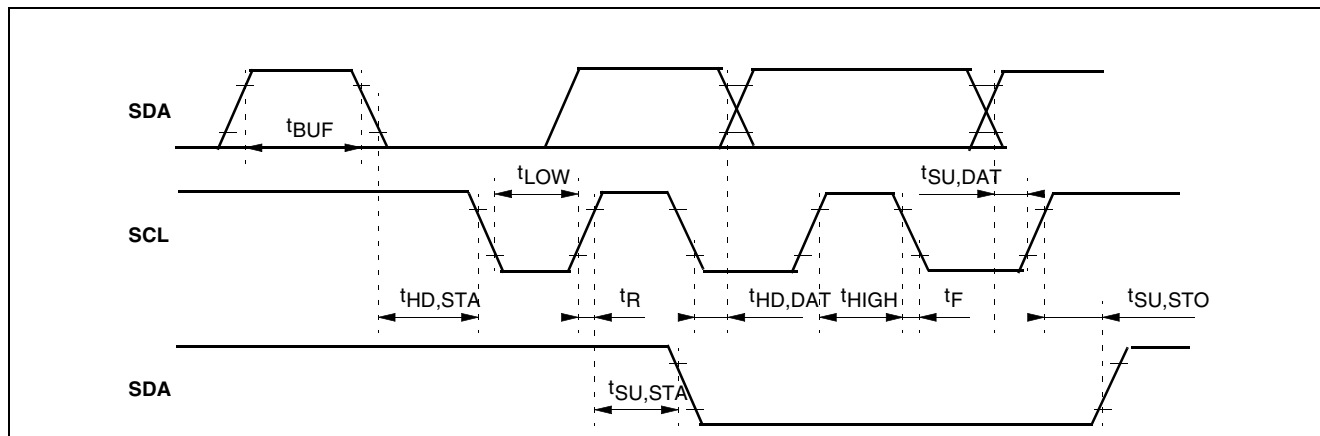 SDA
tBUF
tLOW
tSU,DAT
SCL
tHD,STA
tR
tHD,DAT
tHIGH
tF
tSU,STO
SDA
tSU,STA